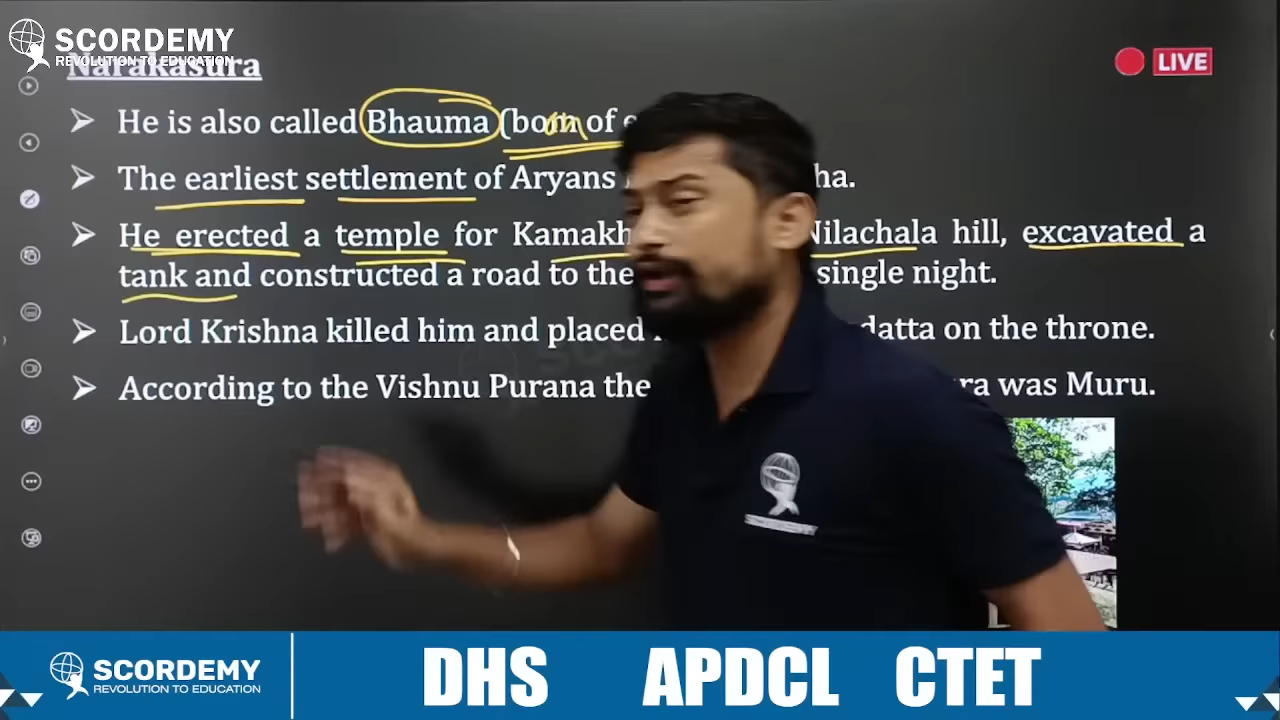 SCORDEMY
REVOLUTION TO EDUCATION
LIVE
Narakasura
➤ He is also called Bhauma (born of
➤ The earliest settlement of Aryans ha.
➤ He erected a temple for Kamakh Nilachala hill, excavated a
tank and constructed a road to the single night.
➤ Lord Krishna killed him and placed datta on the throne.
➤ According to the Vishnu Purana the ra was Muru.
SCORDEMY
REVOLUTION TO EDUCATION
DHS APDCL CTET